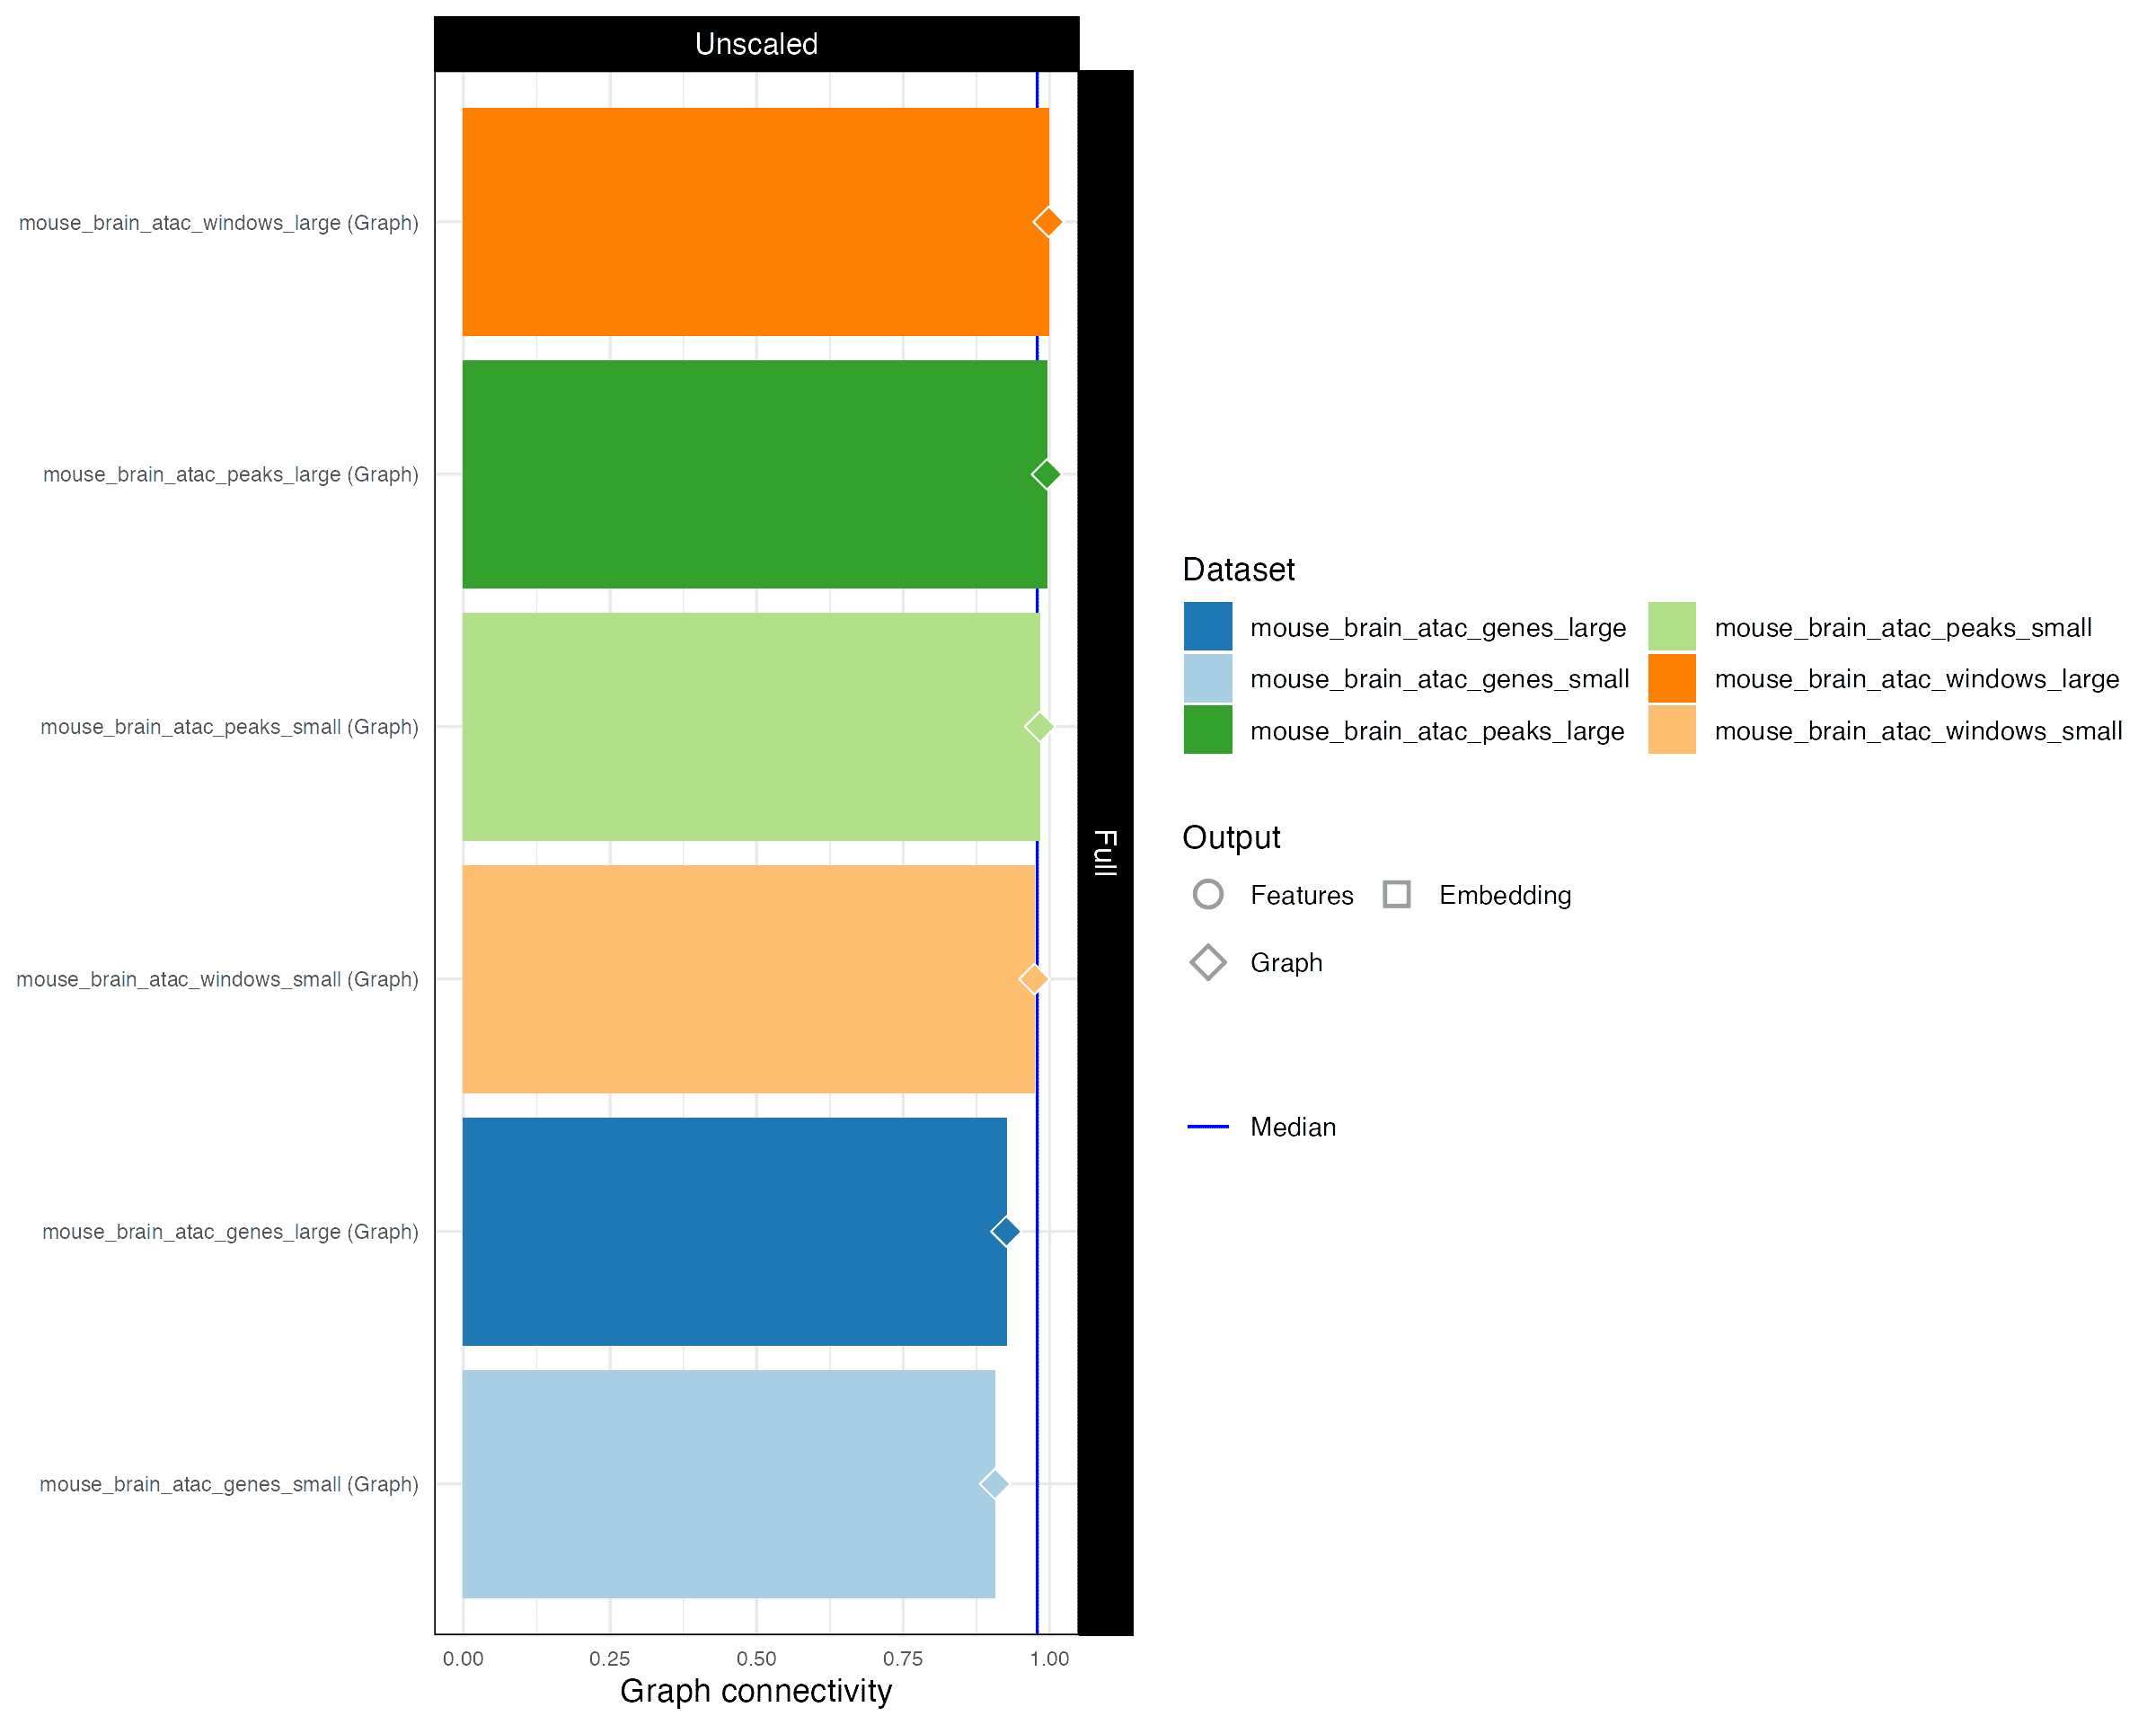 Unscaled
mouse_brain_atac_windows_large (Graph)
mouse_brain_atac_peaks_large (Graph)
mouse_brain_atac_peaks_small (Graph)
mouse_brain_atac_windows_small (Graph)
mouse_brain_atac_genes_large (Graph)
mouse_brain_atac_genes_small (Graph)
0.00 0.25 0.50 0.75 1.00
Graph connectivity
Full
Dataset
mouse_brain_atac_genes_large mouse_brain_atac_peaks_small
mouse_brain_atac_genes_small mouse_brain_atac_windows_large
mouse_brain_atac_peaks_large mouse_brain_atac_windows_small
Output
Features Embedding
Graph
Median